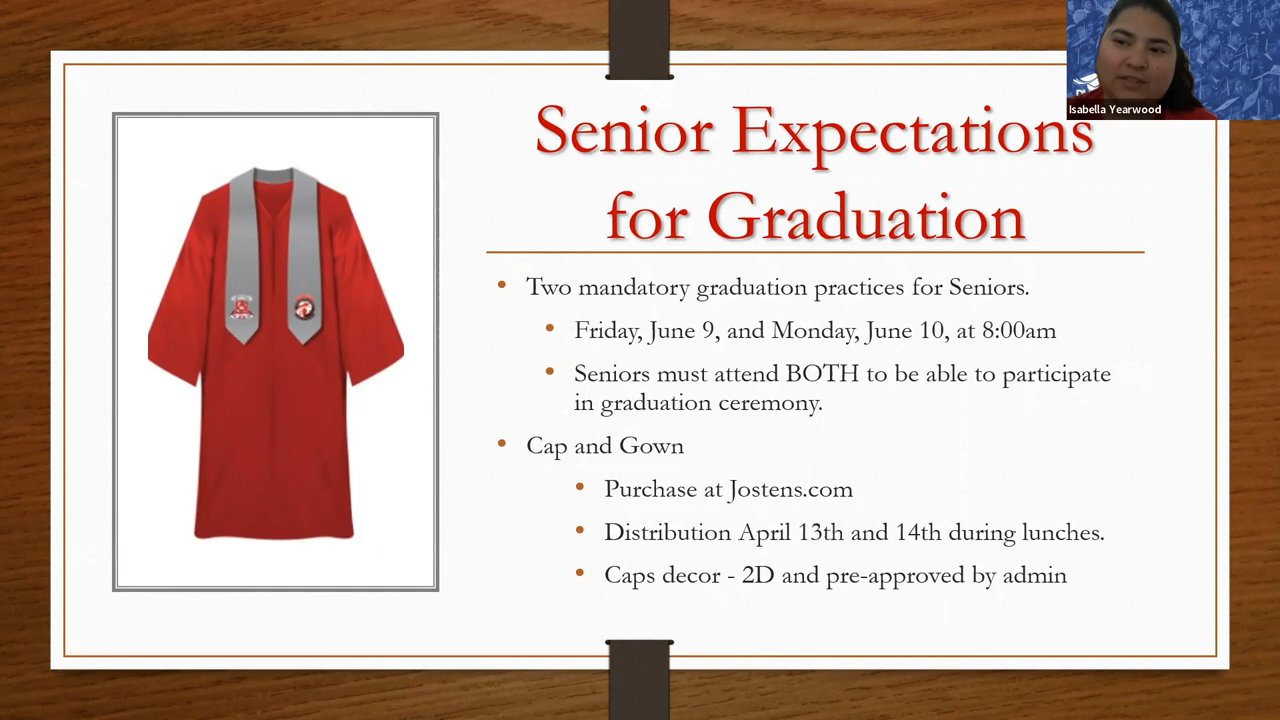 Isabella Yearwood
Senior Expectations
for Graduation
Two mandatory graduation practices for Seniors.
Friday, June 9, and Monday, June 10, at 8:00am
Seniors must attend BOTH to be able to participate
in graduation ceremony.
Cap and Gown
Purchase at Jostens.com
Distribution April 13th and 14th during lunches.
Caps decor - 2D and pre-approved by admin